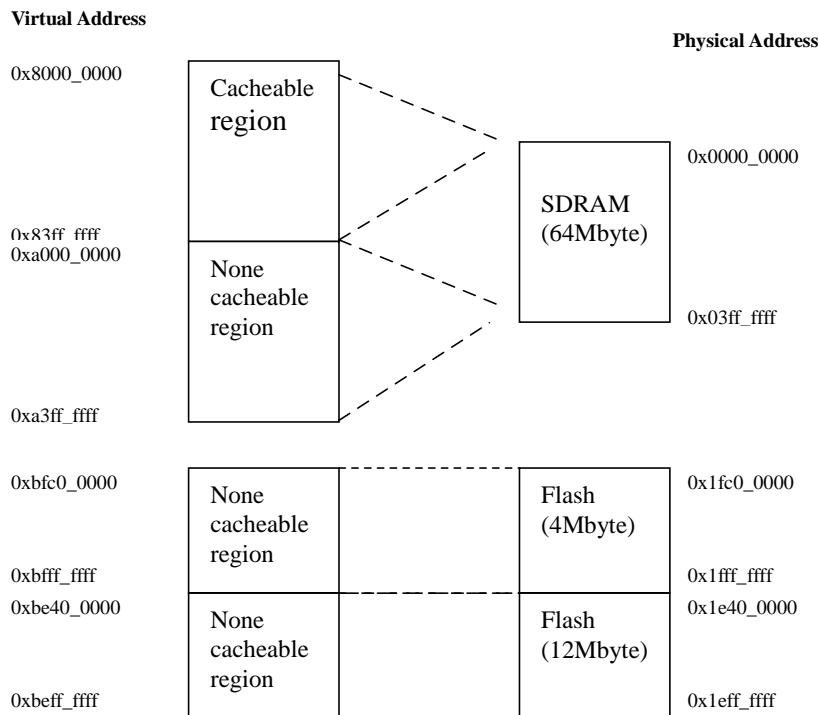 Virtual Address
Physical Address
0x8000_0000
Cacheable
region
0x0000_0000
SDRAM
(64Mbyte)
0x83ff_ffff
0xa000_0000
None
cacheable
region
0x03ff_ffff
0xa3ff_ffff
0xbfc0_0000
None
cacheable
region
Flash
(4Mbyte)
0x1fc0_0000
0xbfff_ffff
0x1fff_ffff
0xbe40_0000
None
cacheable
region
Flash
(12Mbyte)
0x1e40_0000
0xbeff_ffff
0x1eff_ffff